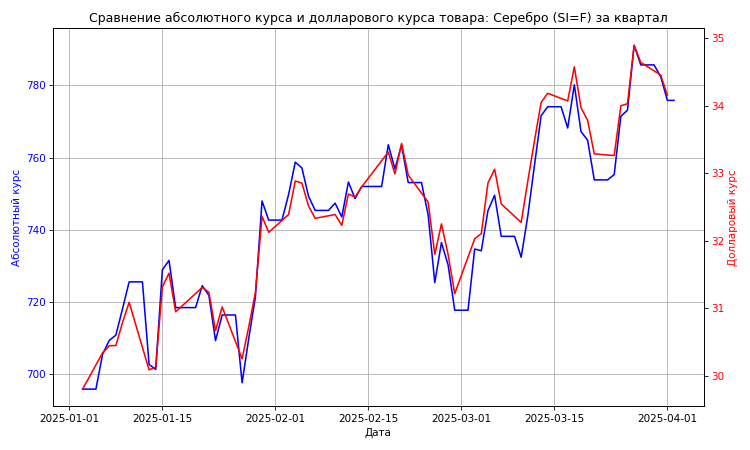 Сравнение абсолютного курса и долларового курса товара: Серебро (SI=F) за квартал
Абсолютный курс
780
760
740
720
700
35
34
33
32
31
30
Долларовый курс
2025-01-01 2025-01-15 2025-02-01 2025-02-15 2025-03-01 2025-03-15 2025-04-01
Дата